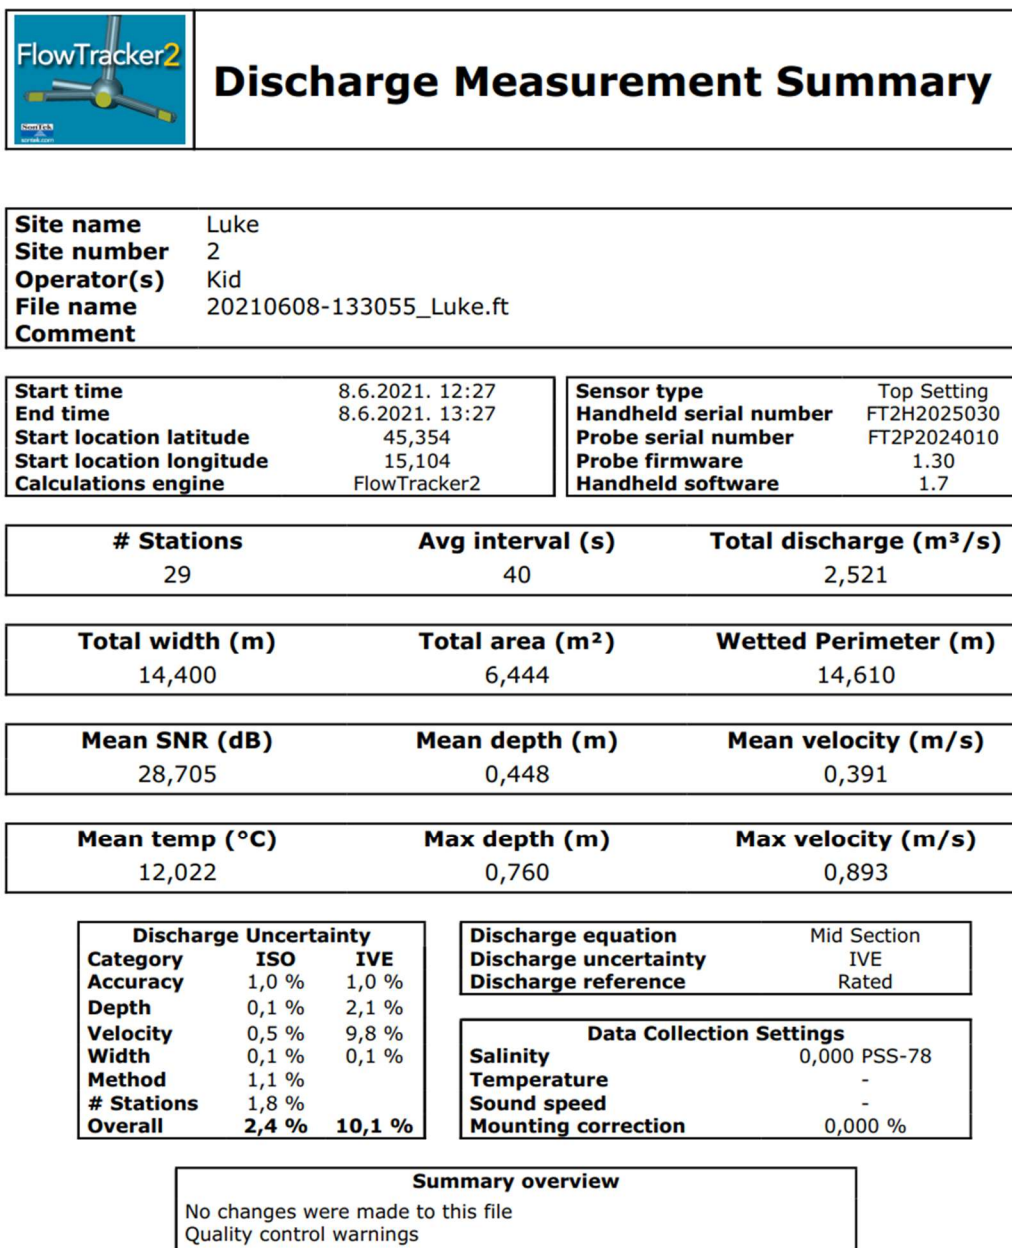 FlowTracker2
SonTek
sontek.com
Discharge Measurement Summary
Site name Luke
Site number 2
Operator(s) Kid
File name 20210608-133055_Luke.ft
Comment
Start time 8.6.2021. 12:27
End time 8.6.2021. 13:27
Start location latitude 45,354
Start location longitude 15,104
Calculations engine FlowTracker2
Sensor type Top Setting
Handheld serial number FT2H2025030
Probe serial number FT2P2024010
Probe firmware 1.30
Handheld software 1.7
# Stations Avg interval (s) Total discharge (m³/s)
29 40 2,521
Total width (m) Total area (m²) Wetted Perimeter (m)
14,400 6,444 14,610
Mean SNR (dB) Mean depth (m) Mean velocity (m/s)
28,705 0,448 0,391
Mean temp (°C) Max depth (m) Max velocity (m/s)
12,022 0,760 0,893
Discharge Uncertainty
Category ISO IVE
Accuracy 1,0 % 1,0 %
Depth 0,1 % 2,1 %
Velocity 0,5 % 9,8 %
Width 0,1 % 0,1 %
Method 1,1 %
# Stations 1,8 %
Overall 2,4 % 10,1 %
Discharge equation Mid Section
Discharge uncertainty IVE
Discharge reference Rated
Data Collection Settings
Salinity 0,000 PSS-78
Temperature -
Sound speed -
Mounting correction 0,000 %
Summary overview
No changes were made to this file
Quality control warnings